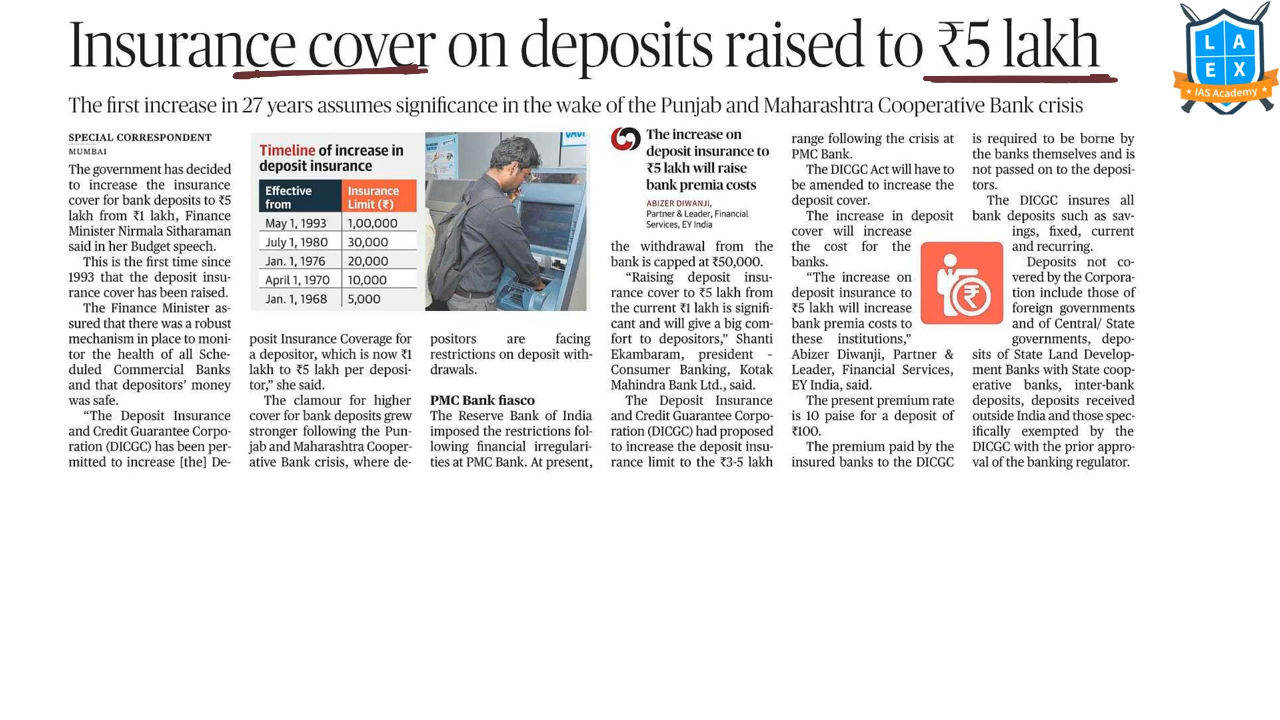 Insurance cover on deposits raised to ₹5 lakh
The first increase in 27 years assumes significance in the wake of the Punjab and Maharashtra Cooperative Bank crisis
SPECIAL CORRESPONDENT
MUMBAI
The government has decided
to increase the insurance
cover for bank deposits to ₹5
lakh from ₹1 lakh, Finance
Minister Nirmala Sitharaman
said in her Budget speech.
This is the first time since
1993 that the deposit insu-
rance cover has been raised.
The Finance Minister as-
sured that there was a robust
mechanism in place to moni-
tor the health of all Sche-
duled Commercial Banks
and that depositors' money
was safe.
"The Deposit Insurance
and Credit Guarantee Corpo-
ration (DICGC) has been per-
mitted to increase [the] De-
Timeline of increase in
deposit insurance
Effective from Insurance Limit (₹)
May 1, 1993 1,00,000
July 1, 1980 30,000
Jan. 1, 1976 20,000
April 1, 1970 10,000
Jan. 1, 1968 5,000
posit Insurance Coverage for
a depositor, which is now ₹1
lakh to ₹5 lakh per deposi-
tor," she said.
The clamour for higher
cover for bank deposits grew
stronger following the Pun-
jab and Maharashtra Cooper-
ative Bank crisis, where de-
positors are facing
restrictions on deposit with-
drawals.
PMC Bank fiasco
The Reserve Bank of India
imposed the restrictions fol-
lowing financial irregulari-
ties at PMC Bank. At present,
The increase on
deposit insurance to
₹5 lakh will raise
bank premia costs
ABIZER DIWANJI,
Partner & Leader, Financial
Services, EY India
the withdrawal from the
bank is capped at ₹50,000.
"Raising deposit insu-
rance cover to ₹5 lakh from
the current ₹1 lakh is signifi-
cant and will give a big com-
fort to depositors," Shanti
Ekambaram, president -
Consumer Banking, Kotak
Mahindra Bank Ltd., said.
The Deposit Insurance
and Credit Guarantee Corpo-
ration (DICGC) had proposed
to increase the deposit insu-
rance limit to the ₹3-5 lakh
range following the crisis at
PMC Bank.
The DICGC Act will have to
be amended to increase the
deposit cover.
The increase in deposit
cover will increase
the cost for the
banks.
"The increase on
deposit insurance to
₹5 lakh will increase
bank premia costs to
these institutions,"
Abizer Diwanji, Partner &
Leader, Financial Services,
EY India, said.
The present premium rate
is 10 paise for a deposit of
₹100.
The premium paid by the
insured banks to the DICGC
is required to be borne by
the banks themselves and is
not passed on to the deposi-
tors.
The DICGC insures all
bank deposits such as sav-
ings, fixed, current
and recurring.
Deposits not co-
vered by the Corpora-
tion include those of
foreign governments
and of Central/ State
governments, depo-
sits of State Land Develop-
ment Banks with State coop-
erative banks, inter-bank
deposits, deposits received
outside India and those spec-
ifically exempted by the
DICGC with the prior appro-
val of the banking regulator.
L A
E X
IAS Academy